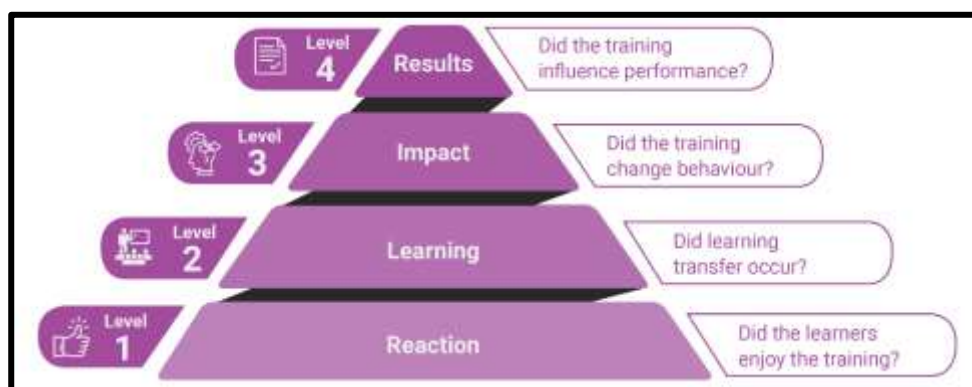 Level
4
Results
Did the training
influence performance?
Level
3
Impact
Did the training
change behaviour?
Level
2
Learning
Did learning
transfer occur?
Level
1
Reaction
Did the learners
enjoy the training?